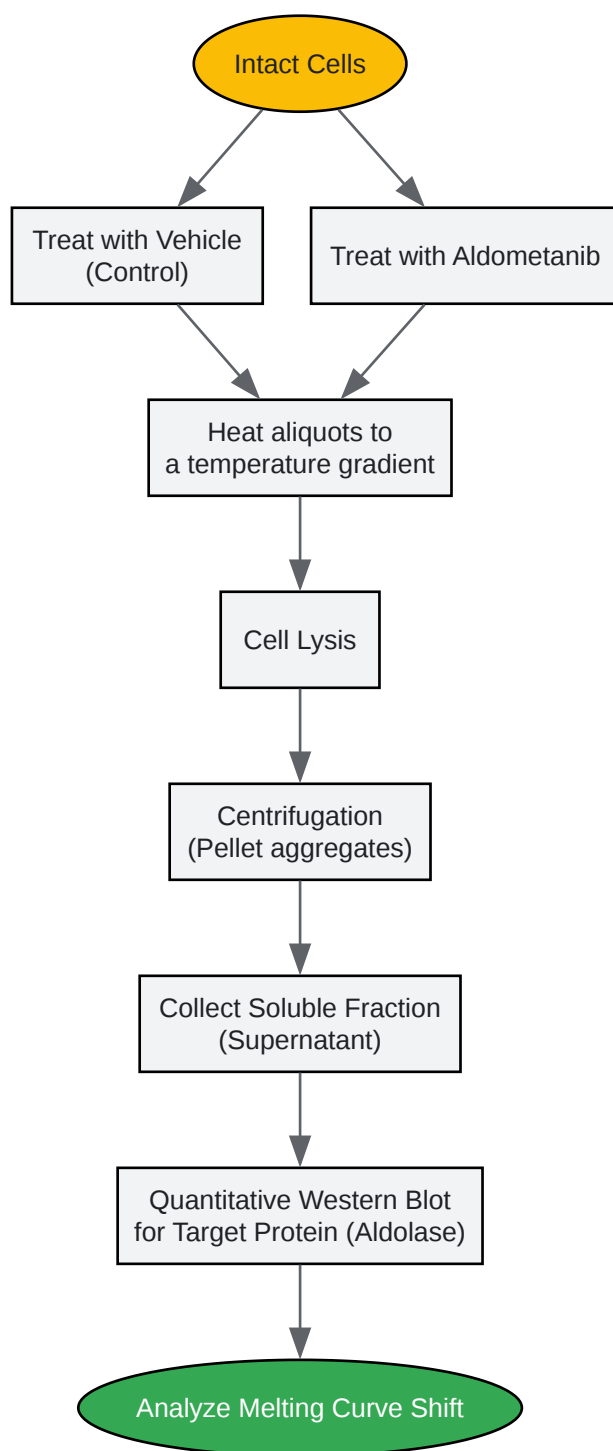 Intact Cells
Treat with Vehicle
(Control)
Treat with Aldometanib
Heat aliquots to
a temperature gradient
Cell Lysis
Centrifugation
(Pellet aggregates)
Collect Soluble Fraction
(Supernatant)
Quantitative Western Blot
for Target Protein (Aldolase)
Analyze Melting Curve Shift